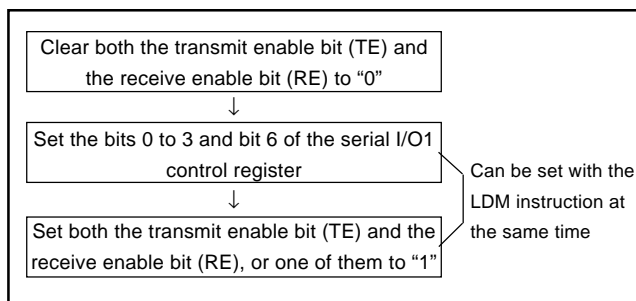 Clear both the transmit enable bit (TE) and
the receive enable bit (RE) to “0”
↓
Set the bits 0 to 3 and bit 6 of the serial I/O1
control register
↓
Set both the transmit enable bit (TE) and the
receive enable bit (RE), or one of them to “1”
Can be set with the
LDM instruction at
the same time